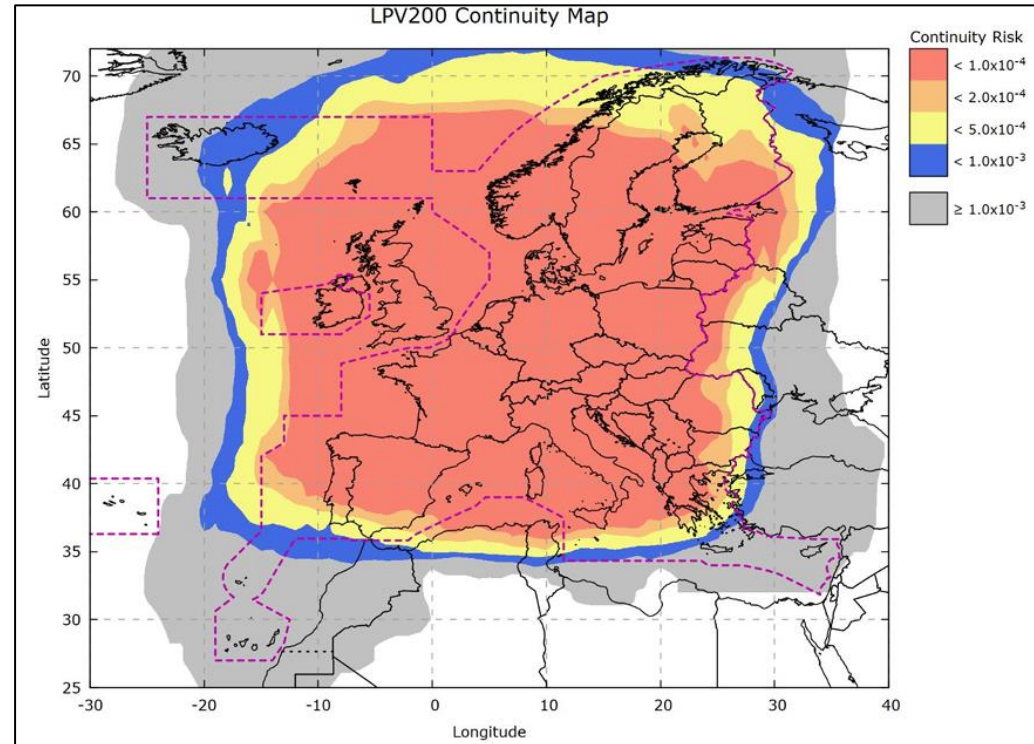 LPV200 Continuity Map
Continuity Risk
< 1.0x10⁻⁴
< 2.0x10⁻⁴
< 5.0x10⁻⁴
< 1.0x10⁻³
≥ 1.0x10⁻³
Latitude
70
65
60
55
50
45
40
35
30
25
-30
-20
-10
0
10
20
30
40
Longitude